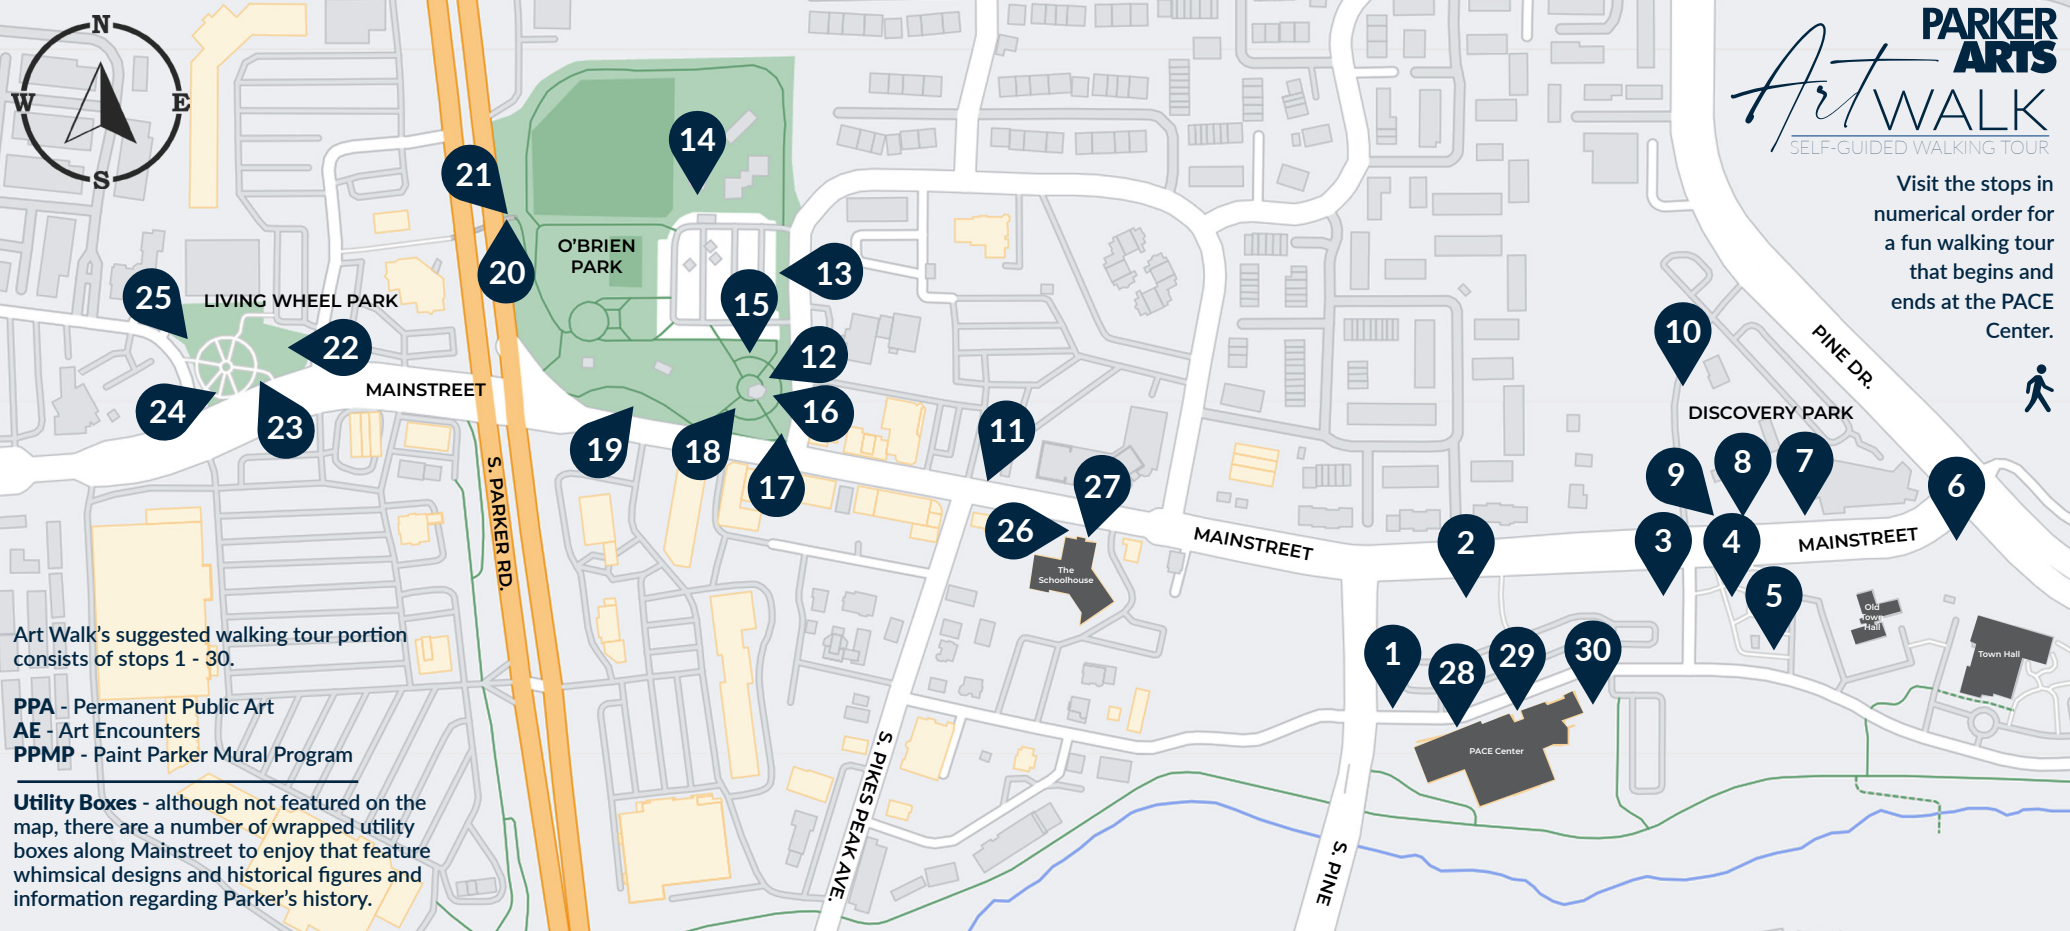 N
W
E
S
PARKER
ARTS
Art WALK
SELF-GUIDED WALKING TOUR
Visit the stops in
numerical order for
a fun walking tour
that begins and
ends at the PACE
Center.
14
21
O'BRIEN
PARK
20
13
15
25
LIVING WHEEL PARK
22
12
10
PINE DR.
MAINSTREET
24
23
16
DISCOVERY PARK
19
18
11
17
27
9
8
7
6
S. PARKER RD.
26
MAINSTREET
2
3
4
MAINSTREET
The
Schoolhouse
5
Old
Town
Hall
Town Hall
1
28
29
30
PACE Center
S. PIKES PEAK AVE.
S. PINE
Art Walk's suggested walking tour portion
consists of stops 1 - 30.
PPA - Permanent Public Art
AE - Art Encounters
PPMP - Paint Parker Mural Program
Utility Boxes - although not featured on the
map, there are a number of wrapped utility
boxes along Mainstreet to enjoy that feature
whimsical designs and historical figures and
information regarding Parker's history.